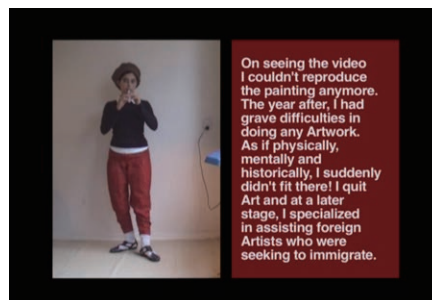 On seeing the video
I couldn't reproduce
the painting anymore.
The year after, I had
grave difficulties in
doing any Artwork.
As if physically,
mentally and
historically, I suddenly
didn't fit there! I quit
Art and at a later
stage, I specialized
in assisting foreign
Artists who were
seeking to immigrate.